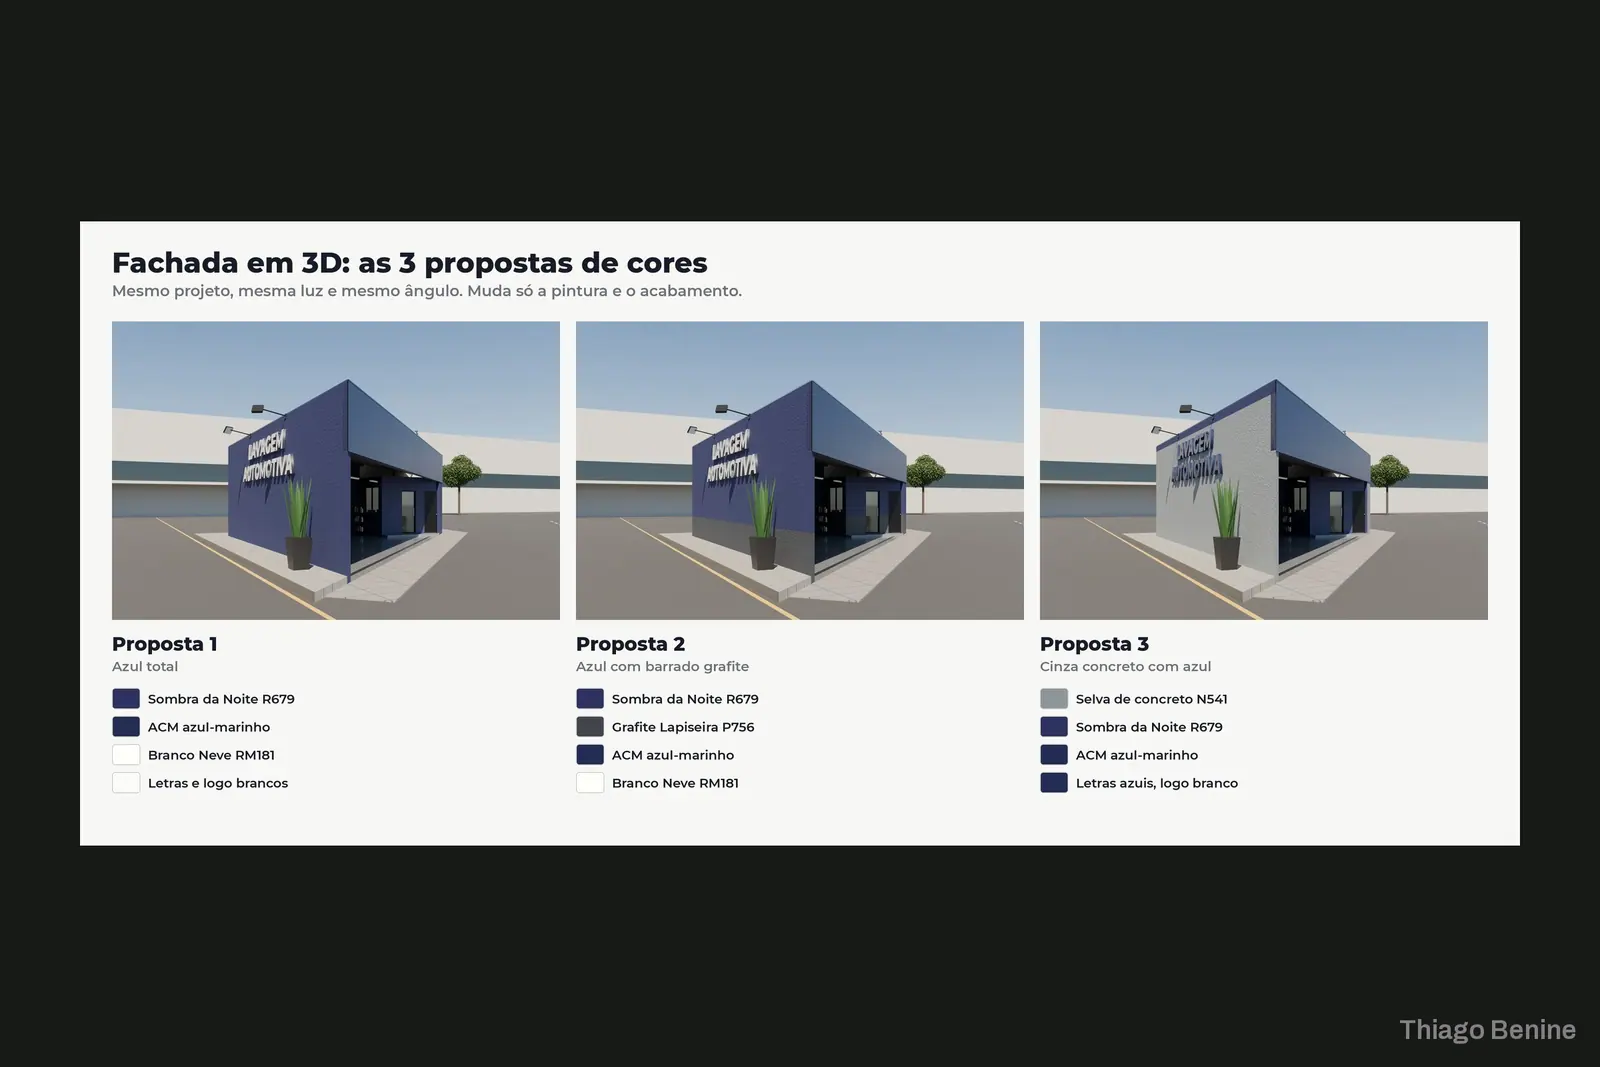 Fachada em 3D: as 3 propostas de cores
Mesmo projeto, mesma luz e mesmo ângulo. Muda só a pintura e o acabamento.
LAVAGEM
AUTOMOTIVA
LAVAGEM
AUTOMOTIVA
LAVAGEM
AUTOMOTIVA
Proposta 1
Azul total
Sombra da Noite R679
ACM azul-marinho
Branco Neve RM181
Letras e logo brancos
Proposta 2
Azul com barrado grafite
Sombra da Noite R679
Grafite Lapiseira P756
ACM azul-marinho
Branco Neve RM181
Proposta 3
Cinza concreto com azul
Selva de concreto N541
Sombra da Noite R679
ACM azul-marinho
Letras azuis, logo branco
Thiago Benine